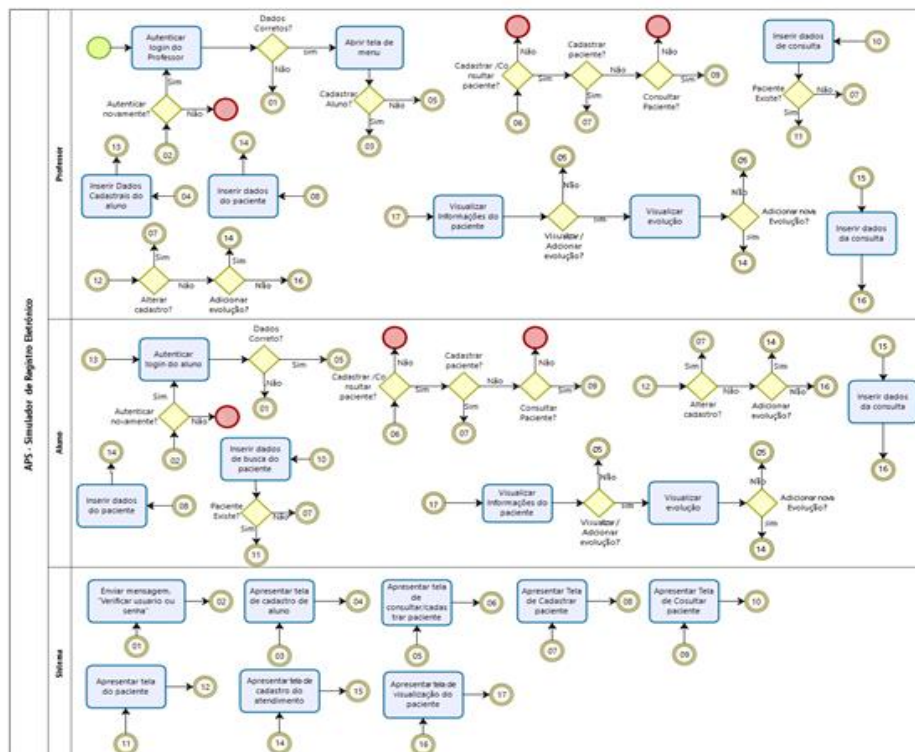 APS - Simulador de Registro Eletrônico
Professor
Autenticar
login do
Professor
Dados
Corretos?
sim
Não
01
Abrir tela de
menu
Cadastrar
Aluno?
Não
05
Sim
03
Autenticar
novamente?
Sim
Não
02
Não
Cadastrar /Co
nsultar
paciente?
Sim
06
Cadastrar
paciente?
Não
Sim
07
Não
Consultar
Paciente?
Sim
09
Inserir dados
de consulta
10
Paciente
Existe?
Não
07
Sim
11
13
Inserir Dados
Cadastrais do
aluno
04
14
Inserir dados
do paciente
08
17
Visualizar
Informações do
paciente
05
Não
Visualizar /
Adicionar
evolução?
sim
Visualizar
evolução
05
Não
Adicionar nova
Evolução?
sim
14
15
Inserir dados
da consulta
16
12
07
Sim
Alterar
cadastro?
Não
14
Sim
Adicionar
evolução?
Não
16
Aluno
13
Autenticar
login do aluno
Dados
Correto?
Sim
05
Não
01
Autenticar
novamente?
Sim
Não
02
Não
Cadastrar /Co
nsultar
paciente?
Sim
06
Cadastrar
paciente?
Não
Sim
07
Não
Consultar
Paciente?
Sim
09
12
07
Sim
Alterar
cadastro?
Não
14
Sim
Adicionar
evolução?
Não
16
15
Inserir dados
da consulta
16
14
Inserir dados
do paciente
08
Inserir dados
de busca do
paciente
10
Paciente
Existe?
Não
07
Sim
11
17
Visualizar
Informações do
paciente
05
Não
Visualizar /
Adicionar
evolução?
sim
Visualizar
evolução
05
Não
Adicionar nova
Evolução?
sim
14
Sistema
Enviar mensagem,
"Verificar usuario ou
senha"
02
01
Apresentar tela
de cadastro de
aluno
04
03
Apresentar tela
de
consultar/cadas
trar paciente
06
05
Apresentar Tela
de Cadastrar
paciente
08
07
Apresentar Tela
de Cosultar
paciente
10
09
Apresentar tela
do paciente
12
11
Apresentar tela de
cadastro do
atendimento
15
14
Apresentar tela de
visualização do
paciente
17
16